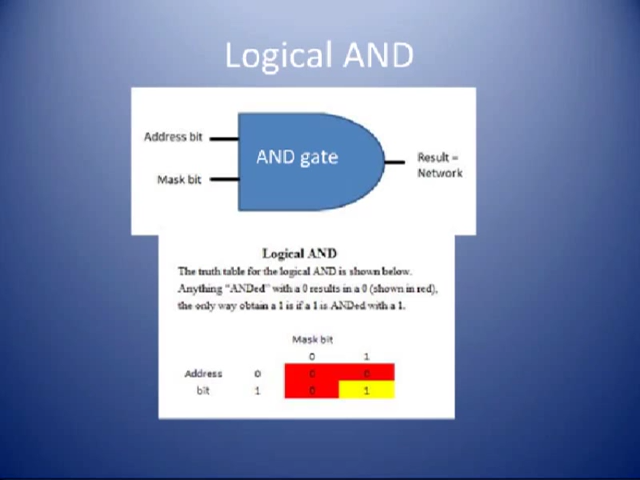 Logical AND
Address bit
AND gate
Result =
Network
Mask bit
Logical AND
The truth table for the logical AND is shown below.
Anything "ANDed" with a 0 results in a 0 (shown in red),
the only way obtain a 1 is if a 1 is ANDed with a 1.
Mask bit
0 1
Address 0 0 0
bit 1 0 1